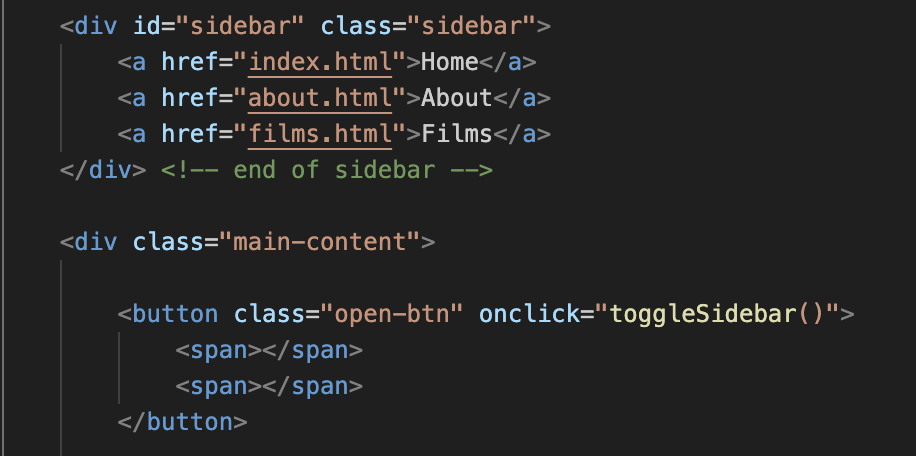 <div id="sidebar" class="sidebar">
    <a href="index.html">Home</a>
    <a href="about.html">About</a>
    <a href="films.html">Films</a>
</div> <!-- end of sidebar -->

<div class="main-content">

    <button class="open-btn" onclick="toggleSidebar()">
        <span></span>
        <span></span>
    </button>